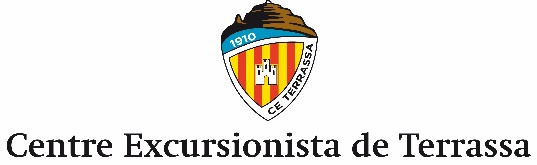 1910
CE TERRASSA
Centre Excursionista de Terrassa